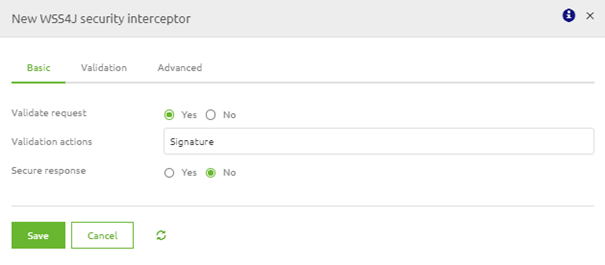 New WSS4J security interceptor
Basic Validation Advanced
Validate request Yes No
Validation actions Signature
Secure response Yes No
Save Cancel